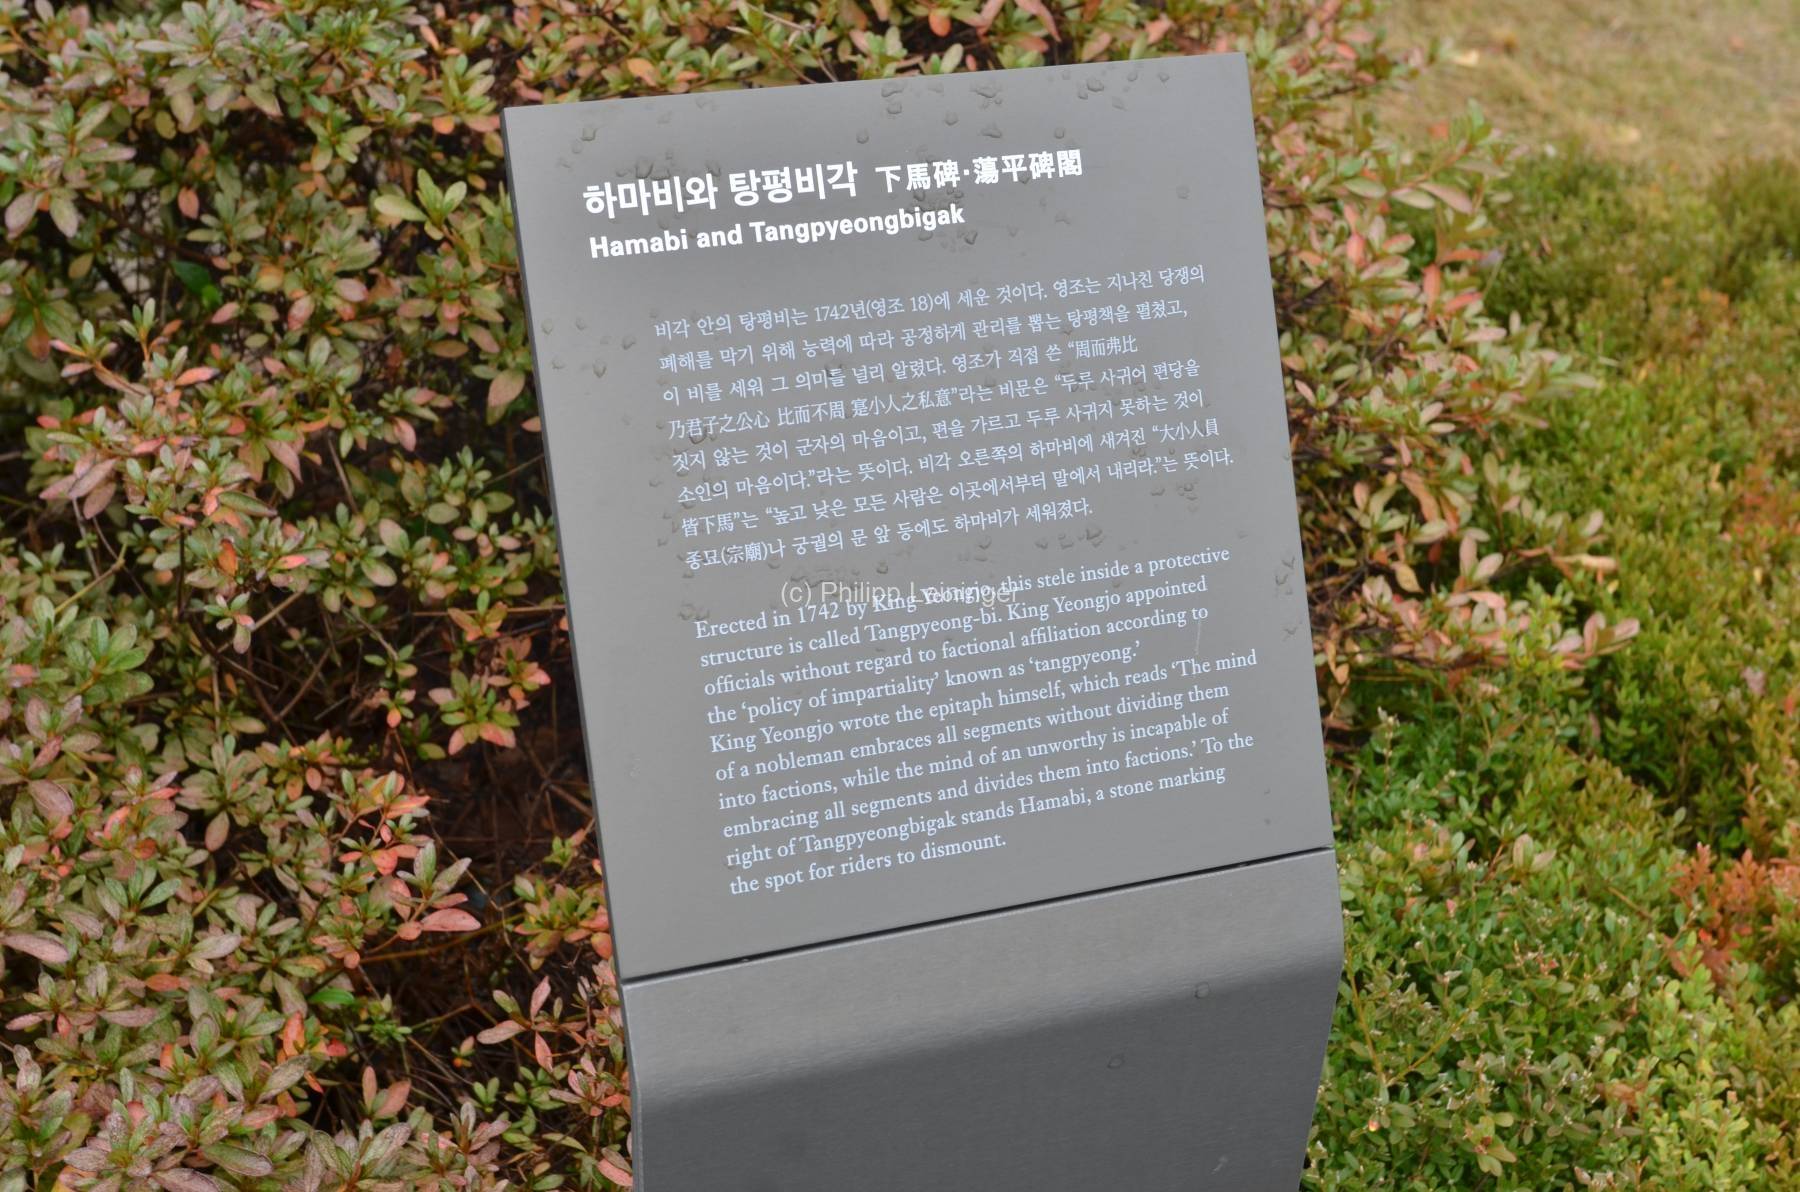 하마비와 탕평비각 下馬碑·蕩平碑閣
Hamabi and Tangpyeongbigak
비각 안의 탕평비는 1742년(영조 18)에 세운 것이다. 영조는 지나친 당쟁의
폐해를 막기 위해 능력에 따라 공정하게 관리를 뽑는 탕평책을 펼쳤고,
이 비를 세워 그 의미를 널리 알렸다. 영조가 직접 쓴 “周而弗比
乃君子之公心 比而不周 寔小人之私意”라는 비문은 “두루 사귀어 편당을
짓지 않는 것이 군자의 마음이고, 편을 가르고 두루 사귀지 못하는 것이
소인의 마음이다.”라는 뜻이다. 비각 오른쪽의 하마비에 새겨진 “大小人員
皆下馬”는 “높고 낮은 모든 사람은 이곳에서부터 말에서 내리라.”는 뜻이다.
종묘(宗廟)나 궁궐의 문 앞 등에도 하마비가 세워졌다.
(c) Philipp Leininger
Erected in 1742 by King Yeongjo, this stele inside a protective
structure is called Tangpyeong-bi. King Yeongjo appointed
officials without regard to factional affiliation according to
the ‘policy of impartiality’ known as ‘tangpyeong.’
King Yeongjo wrote the epitaph himself, which reads ‘The mind
of a nobleman embraces all segments without dividing them
into factions, while the mind of an unworthy is incapable of
embracing all segments and divides them into factions.’ To the
right of Tangpyeongbigak stands Hamabi, a stone marking
the spot for riders to dismount.